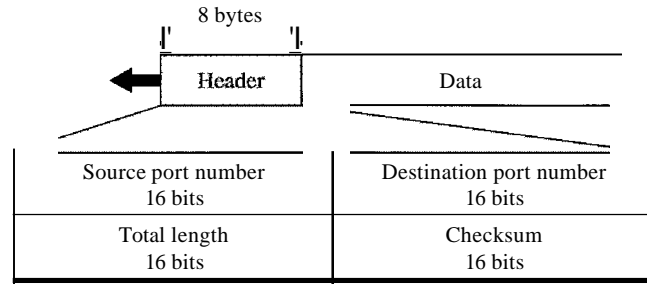 8 bytes
Header
Data
Source port number
16 bits
Destination port number
16 bits
Total length
16 bits
Checksum
16 bits